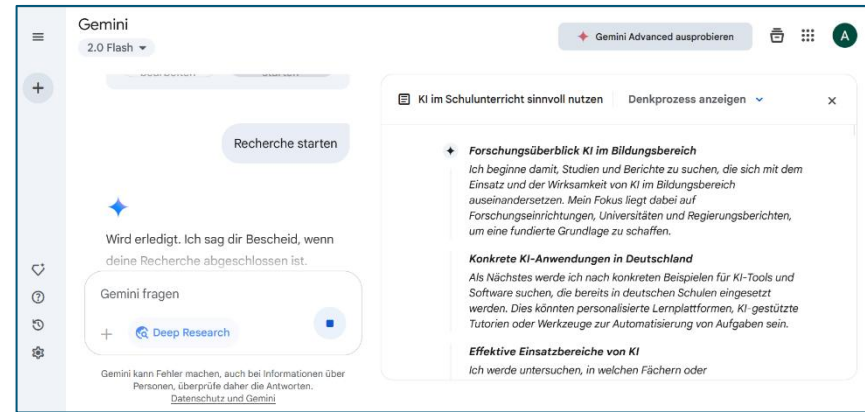 Gemini
2.0 Flash
Gemini Advanced ausprobieren
A
bearbeiten starten
Recherche starten
Wird erledigt. Ich sag dir Bescheid, wenn
deine Recherche abgeschlossen ist.
Gemini fragen
Deep Research
Gemini kann Fehler machen, auch bei Informationen über
Personen, überprüfe daher die Antworten.
Datenschutz und Gemini
KI im Schulunterricht sinnvoll nutzen Denkprozess anzeigen
Forschungsüberblick KI im Bildungsbereich
Ich beginne damit, Studien und Berichte zu suchen, die sich mit dem
Einsatz und der Wirksamkeit von KI im Bildungsbereich
auseinandersetzen. Mein Fokus liegt dabei auf
Forschungseinrichtungen, Universitäten und Regierungsberichten,
um eine fundierte Grundlage zu schaffen.
Konkrete KI-Anwendungen in Deutschland
Als Nächstes werde ich nach konkreten Beispielen für KI-Tools und
Software suchen, die bereits in deutschen Schulen eingesetzt
werden. Dies könnten personalisierte Lernplattformen, KI-gestützte
Tutorien oder Werkzeuge zur Automatisierung von Aufgaben sein.
Effektive Einsatzbereiche von KI
Ich werde untersuchen, in welchen Fächern oder